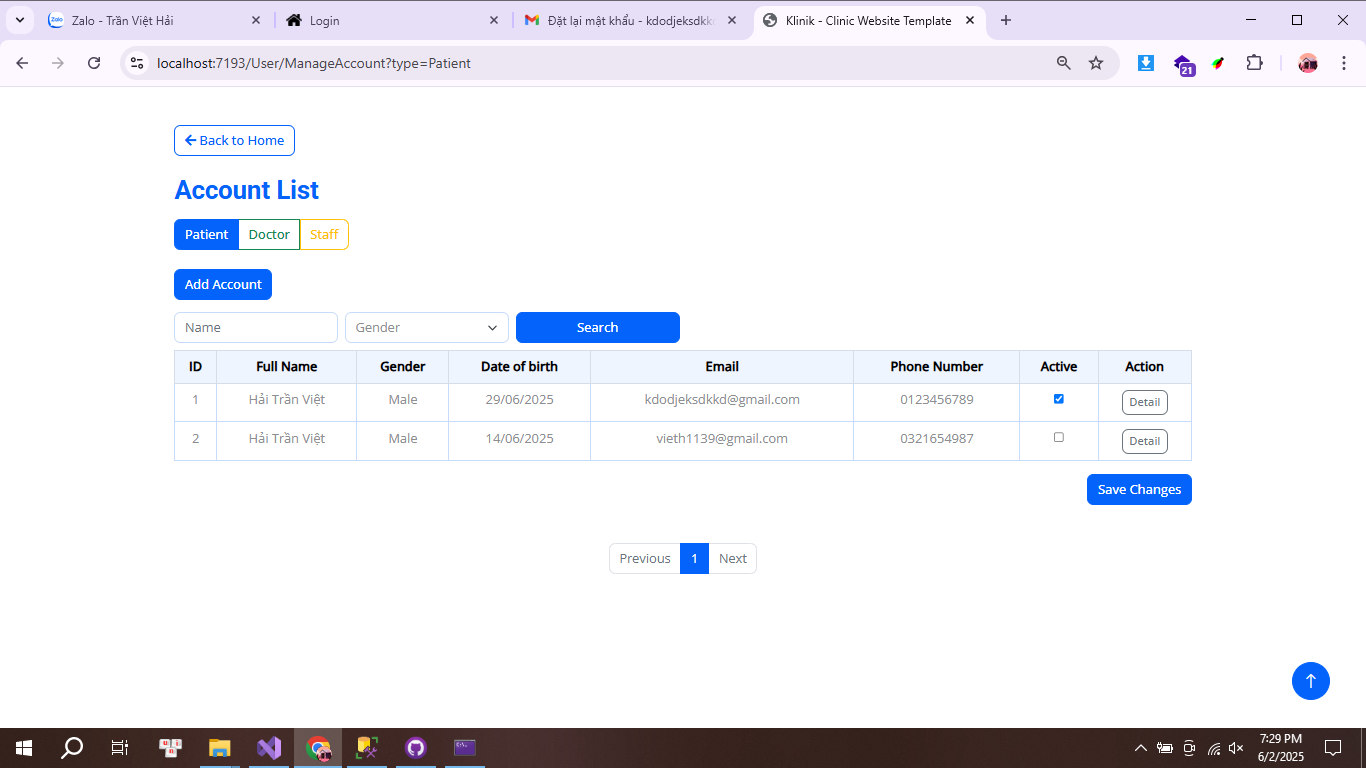 Zalo - Trần Việt Hải
Login
Đặt lại mật khẩu - kdodjeksdkk
Klinik - Clinic Website Template
localhost:7193/User/ManageAccount?type=Patient
21
Back to Home
Account List
Patient Doctor Staff
Add Account
Name Gender Search
ID Full Name Gender Date of birth Email Phone Number Active Action
1 Hải Trần Việt Male 29/06/2025 kdodjeksdkkd@gmail.com 0123456789 Detail
2 Hải Trần Việt Male 14/06/2025 vieth1139@gmail.com 0321654987 Detail
Save Changes
Previous 1 Next
7:29 PM
6/2/2025